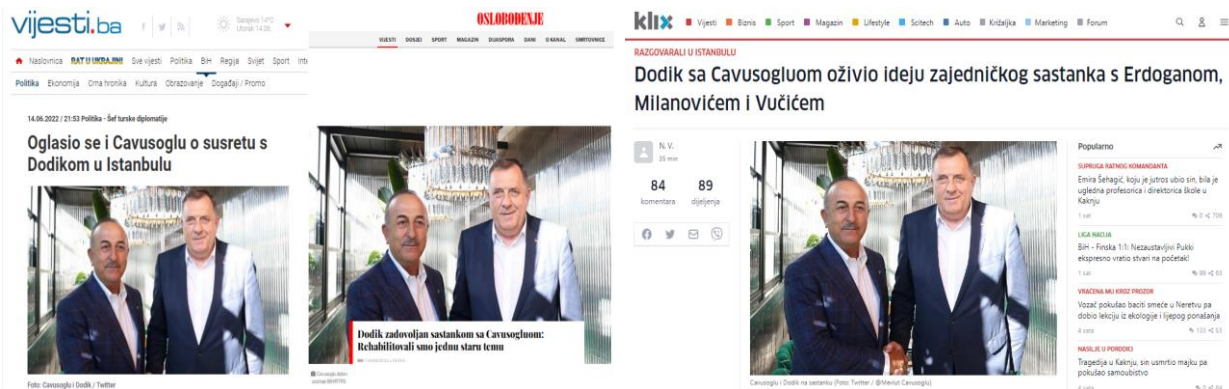 vijesti.ba
Sarajevo 14°C
Utorak 14.06.
Naslovnica RAT U UKRAJINI Sve vijesti Politika BiH Regija Svijet Sport
Politika Ekonomija Crna hronika Kultura Obrazovanje Događaji / Promo
14.06.2022 / 21:53 Politika - Šef turske diplomatije
Oglasio se i Cavusoglu o susretu s
Dodikom u Istanbulu
Foto: Cavusoglu i Dodik / Twitter
OSLOBOĐENJE
VIJESTI DOSJEI SPORT MAGAZIN DIJASPORA DANI O KANAL SMRTOVNICE
Dodik zadovoljan sastankom sa Cavusogluom:
Rehabilitovali smo jednu staru temu
klix
Vijesti Biznis Sport Magazin Lifestyle Scitech Auto Križaljka Marketing Forum
RAZGOVARALI U ISTANBULU
Dodik sa Cavusogluom oživio ideju zajedničkog sastanka s Erdoganom,
Milanovićem i Vučićem
N. V.
35 min
84 89
komentara dijeljenja
Cavusoglu i Dodik na sastanku (Foto: Twitter / @Mevlut Cavusoglu)
Popularno
SUPRUGA RATNOG KOMANDANTA
Emira Šehagić, koju je jutros ubio sin, bila je
ugledna profesorica i direktorica škole u
Kaknju
1 sat 0 708
LIGA NACIJA
BiH - Finska 1:1: Nezaustavljivi Pukki
ekspresno vratio stvari na početak!
1 sat 98 63
VRAĆENA MU KROZ PROZOR
Vozač pokušao baciti smeće u Neretvu pa
dobio lekciju iz ekologije i lijepog ponašanja
4 sata
NASILJE U PORODICI
Tragedija u Kaknju, sin usmrtio majku pa
pokušao samoubistvo